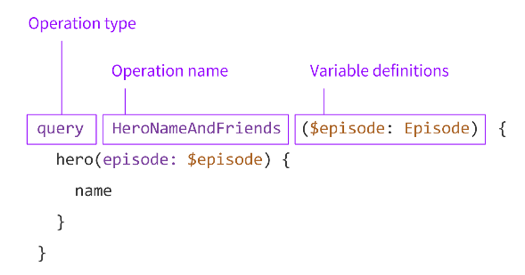 Operation type
Operation name
Variable definitions
query HeroNameAndFriends ($episode: Episode) {
hero(episode: $episode) {
name
}
}